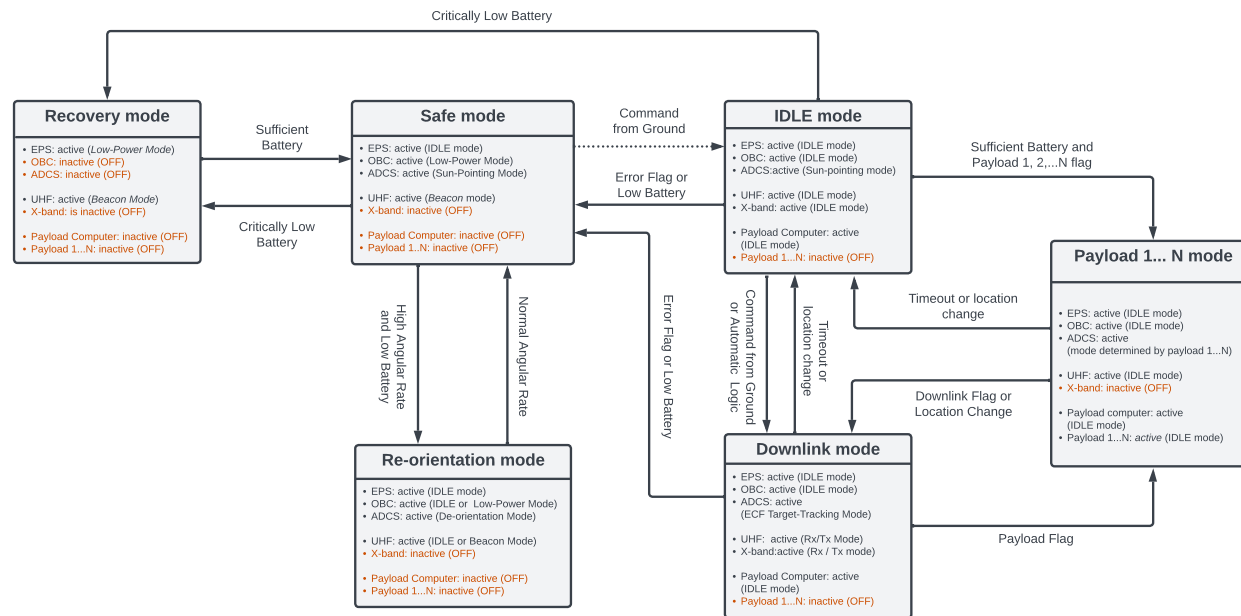 Critically Low Battery
Recovery mode
• EPS: active (Low-Power Mode)
• OBC: inactive (OFF)
• ADCS: inactive (OFF)
• UHF: active (Beacon Mode)
• X-band: is inactive (OFF)
• Payload Computer: inactive (OFF)
• Payload 1...N: inactive (OFF)
Sufficient
Battery
Critically Low
Battery
Safe mode
• EPS: active (IDLE mode)
• OBC: active (Low-Power Mode)
• ADCS: active (Sun-Pointing Mode)
• UHF: active (Beacon mode)
• X-band: inactive (OFF)
• Payload Computer: inactive (OFF)
• Payload 1..N: inactive (OFF)
Command
from Ground
Error Flag or
Low Battery
IDLE mode
• EPS: active (IDLE mode)
• OBC: active (IDLE mode)
• ADCS:active (Sun-pointing mode)
• UHF: active (IDLE mode)
• X-band: active (IDLE mode)
• Payload Computer: active
(IDLE mode)
• Payload 1...N: inactive (OFF)
Sufficient Battery and
Payload 1, 2,...N flag
Payload 1... N mode
• EPS: active (IDLE mode)
• OBC: active (IDLE mode)
• ADCS: active
(mode determined by payload 1...N)
• UHF: active (IDLE mode)
• X-band: inactive (OFF)
• Payload computer: active
(IDLE mode)
• Payload 1...N: active (IDLE mode)
Timeout or location
change
Downlink Flag or
Location Change
High Angular Rate
and Low Battery
Normal Angular Rate
Error Flag or Low Battery
Command from Ground
or Automatic Logic
Timeout or
location change
Re-orientation mode
• EPS: active (IDLE mode)
• OBC: active (IDLE or Low-Power Mode)
• ADCS: active (De-orientation Mode)
• UHF: active (IDLE or Beacon Mode)
• X-band: inactive (OFF)
• Payload Computer: inactive (OFF)
• Payload 1...N: inactive (OFF)
Downlink mode
• EPS: active (IDLE mode)
• OBC: active (IDLE mode)
• ADCS: active
(ECF Target-Tracking Mode)
• UHF: active (Rx/Tx Mode)
• X-band:active (Rx / Tx mode)
• Payload Computer: active
(IDLE mode)
• Payload 1...N: inactive (OFF)
Payload Flag